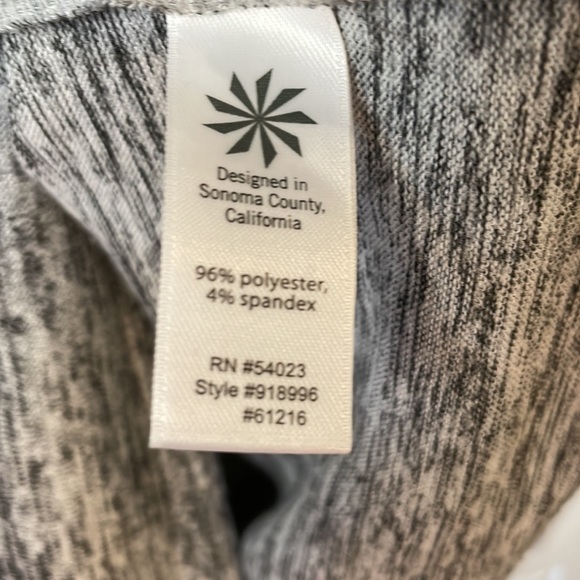 Designed in
Sonoma County,
California
96% polyester,
4% spandex
RN #54023
Style #918996
#61216